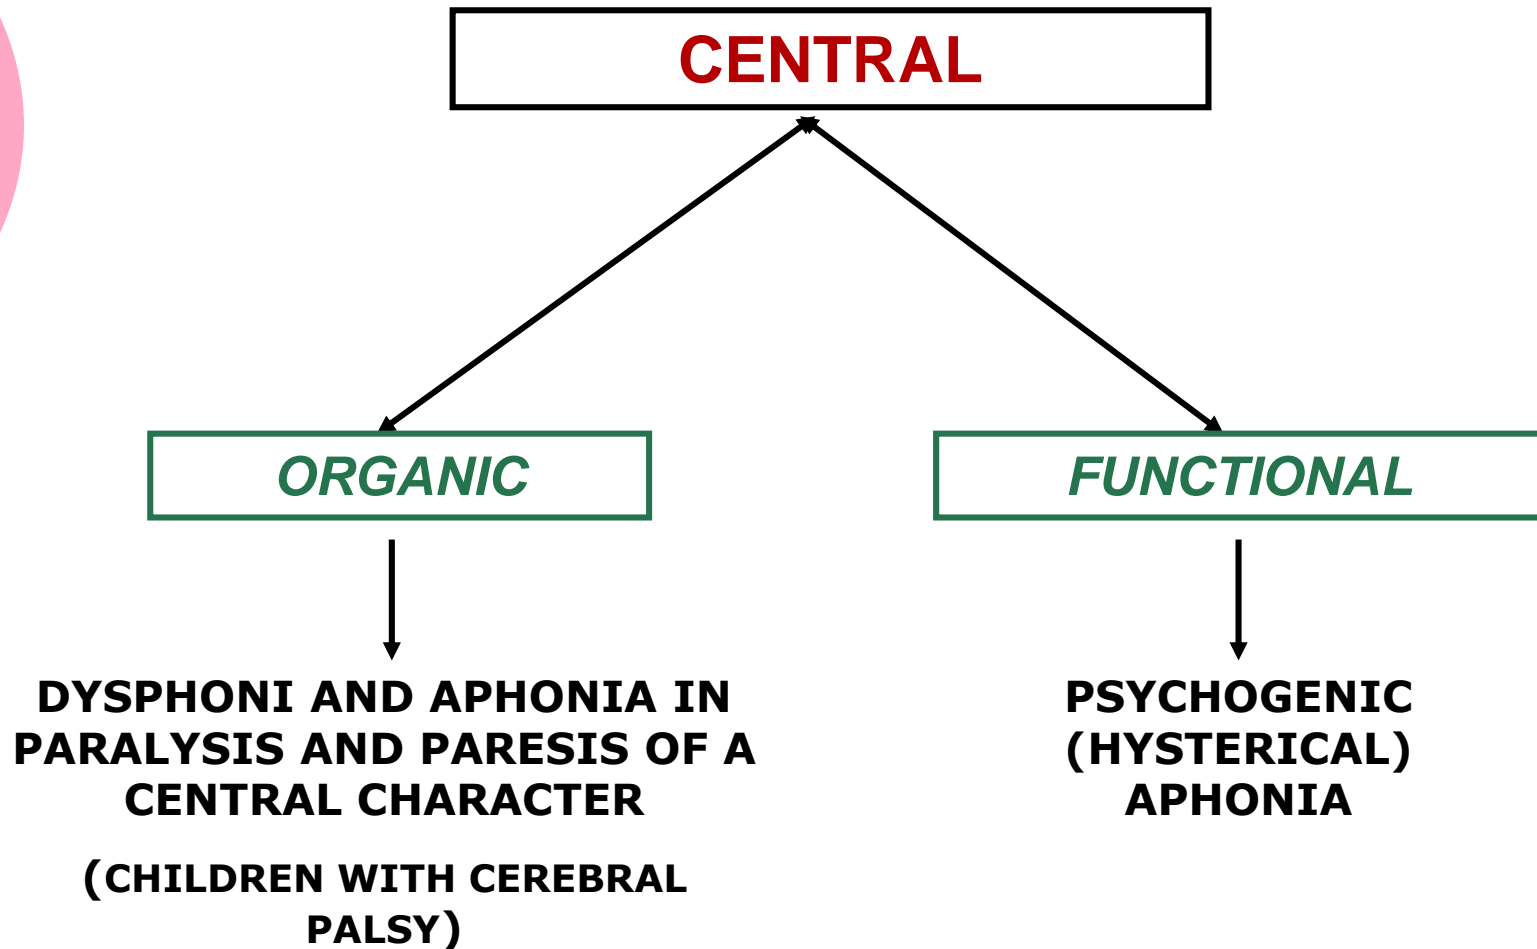 CENTRAL
ORGANIC
FUNCTIONAL
DYSPHONI AND APHONIA IN
PARALYSIS AND PARESIS OF A
CENTRAL CHARACTER
(CHILDREN WITH CEREBRAL
PALSY)
PSYCHOGENIC
(HYSTERICAL)
APHONIA